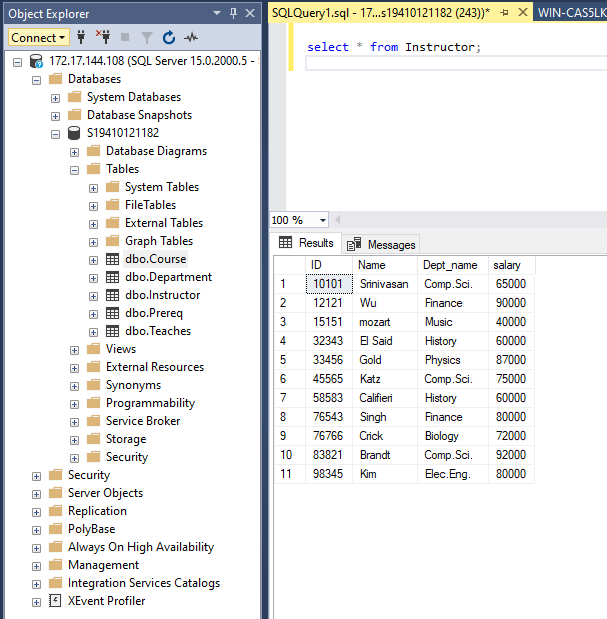 Object Explorer
Connect
172.17.144.108 (SQL Server 15.0.2000.5 -
Databases
System Databases
Database Snapshots
S19410121182
Database Diagrams
Tables
System Tables
FileTables
External Tables
Graph Tables
dbo.Course
dbo.Department
dbo.Instructor
dbo.Prereq
dbo.Teaches
Views
External Resources
Synonyms
Programmability
Service Broker
Storage
Security
Security
Server Objects
Replication
PolyBase
Always On High Availability
Management
Integration Services Catalogs
XEvent Profiler
SQLQuery1.sql - 17...s19410121182 (243))* WIN-CAS5LK
select * from Instructor;
100 %
Results Messages
ID Name Dept_name salary
1 10101 Srinivasan Comp.Sci. 65000
2 12121 Wu Finance 90000
3 15151 mozart Music 40000
4 32343 El Said History 60000
5 33456 Gold Physics 87000
6 45565 Katz Comp.Sci. 75000
7 58583 Califieri History 60000
8 76543 Singh Finance 80000
9 76766 Crick Biology 72000
10 83821 Brandt Comp.Sci. 92000
11 98345 Kim Elec.Eng. 80000